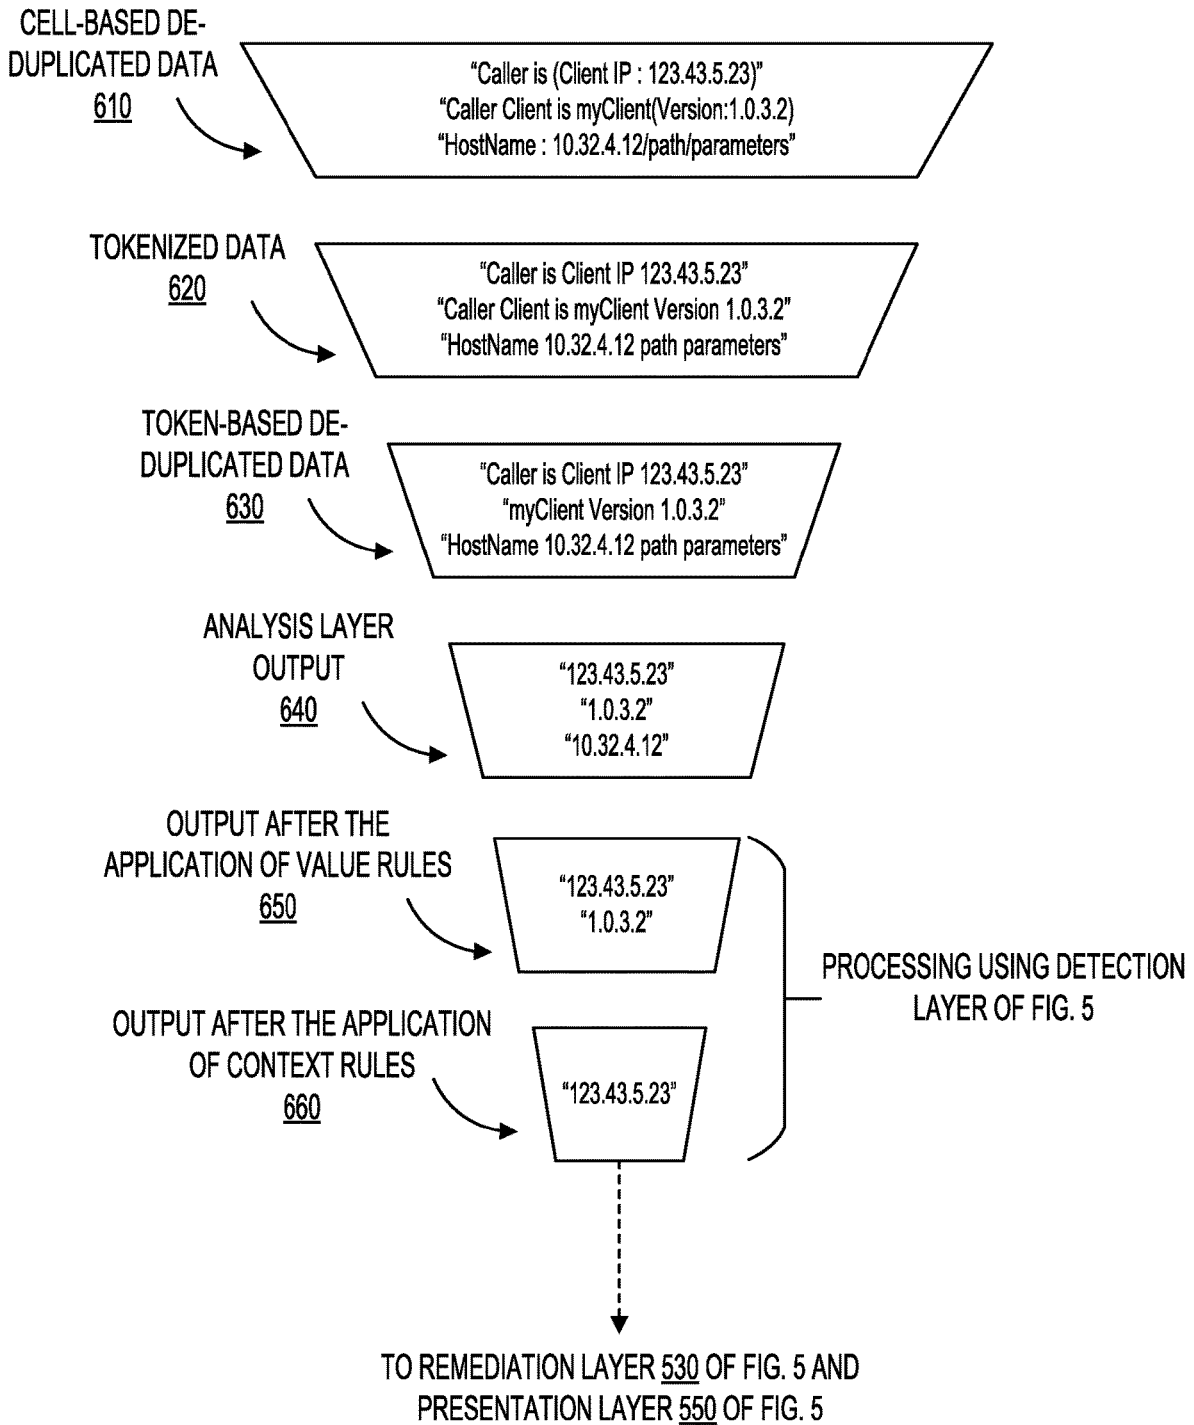 CELL-BASED DE-
DUPLICATED DATA
610
“Caller is (Client IP : 123.43.5.23)”
“Caller Client is myClient(Version:1.0.3.2)
“HostName : 10.32.4.12/path/parameters”
TOKENIZED DATA
620
“Caller is Client IP 123.43.5.23”
“Caller Client is myClient Version 1.0.3.2”
“HostName 10.32.4.12 path parameters”
TOKEN-BASED DE-
DUPLICATED DATA
630
“Caller is Client IP 123.43.5.23”
“myClient Version 1.0.3.2”
“HostName 10.32.4.12 path parameters”
ANALYSIS LAYER
OUTPUT
640
“123.43.5.23”
“1.0.3.2”
“10.32.4.12”
OUTPUT AFTER THE
APPLICATION OF VALUE RULES
650
“123.43.5.23”
“1.0.3.2”
PROCESSING USING DETECTION
LAYER OF FIG. 5
OUTPUT AFTER THE APPLICATION
OF CONTEXT RULES
660
“123.43.5.23”
TO REMEDIATION LAYER 530 OF FIG. 5 AND
PRESENTATION LAYER 550 OF FIG. 5